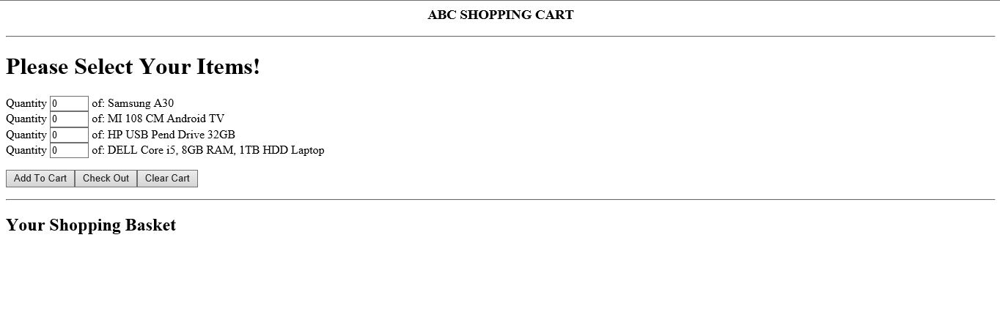 ABC SHOPPING CART
Please Select Your Items!
Quantity 0 of: Samsung A30
Quantity 0 of: MI 108 CM Android TV
Quantity 0 of: HP USB Pend Drive 32GB
Quantity 0 of: DELL Core i5, 8GB RAM, 1TB HDD Laptop
Add To Cart Check Out Clear Cart
Your Shopping Basket